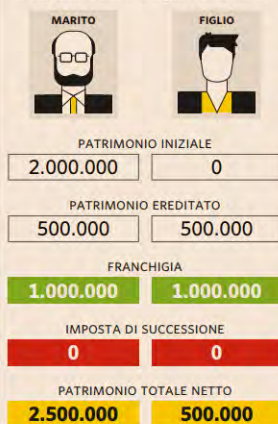 MARITO FIGLIO
PATRIMONIO INIZIALE
2.000.000 0
PATRIMONIO EREDITATO
500.000 500.000
FRANCHIGIA
1.000.000 1.000.000
IMPOSTA DI SUCCESSIONE
0 0
PATRIMONIO TOTALE NETTO
2.500.000 500.000